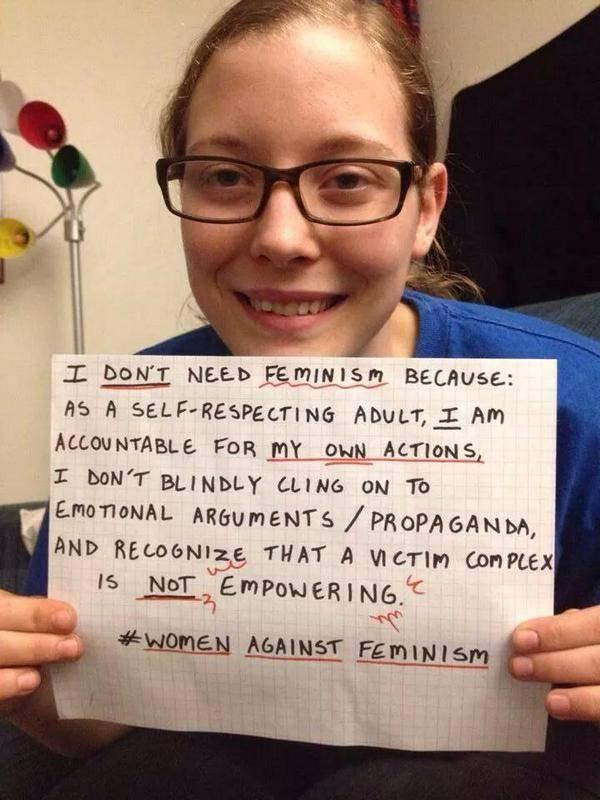 I DON'T NEED FEMINISM BECAUSE:
AS A SELF-RESPECTING ADULT, I AM
ACCOUNTABLE FOR MY OWN ACTIONS,
I DON'T BLINDLY CLING ON TO
EMOTIONAL ARGUMENTS / PROPAGANDA,
AND RECOGNIZE THAT A VICTIM COMPLEX
IS NOT EMPOWERING.
#WOMEN AGAINST FEMINISM